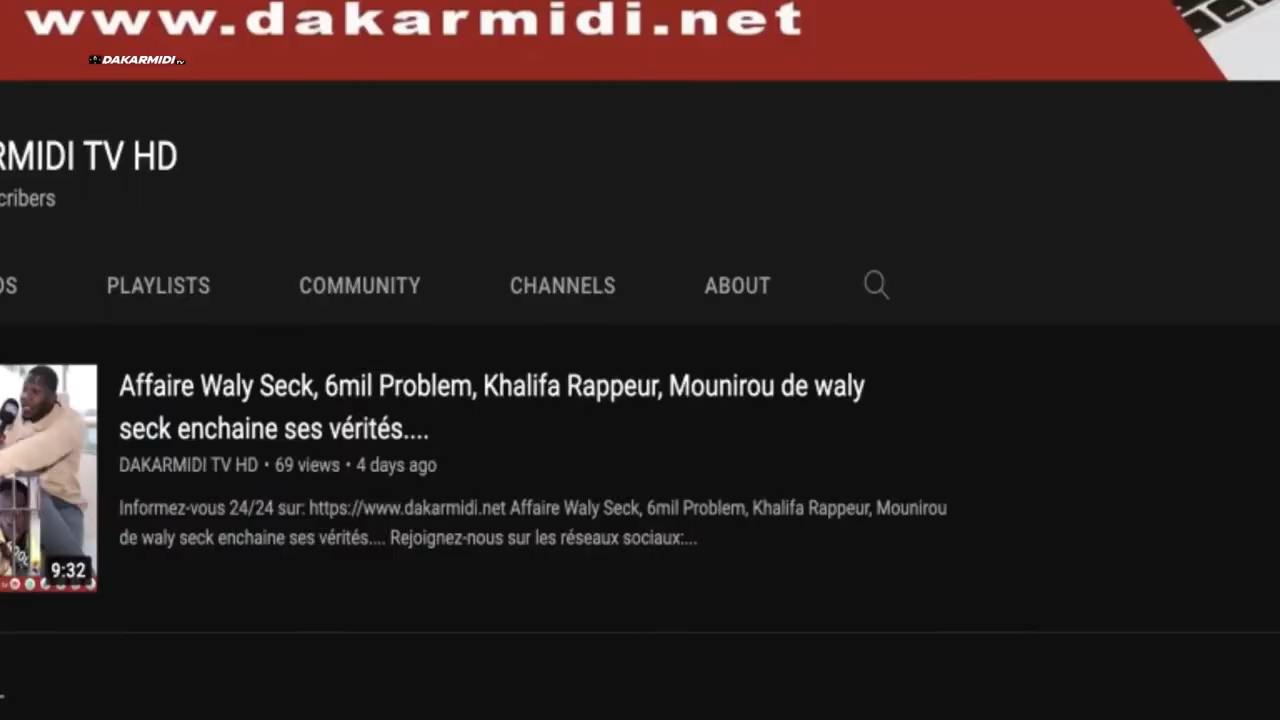 www.dakarmidi.net
DAKARMIDI TV
RMIDI TV HD
cribers
OS PLAYLISTS COMMUNITY CHANNELS ABOUT
Affaire Waly Seck, 6mil Problem, Khalifa Rappeur, Mounirou de waly
seck enchaine ses vérités....
DAKARMIDI TV HD • 69 views • 4 days ago
Informez-vous 24/24 sur: https://www.dakarmidi.net Affaire Waly Seck, 6mil Problem, Khalifa Rappeur, Mounirou
de waly seck enchaine ses vérités.... Rejoignez-nous sur les réseaux sociaux:...
9:32